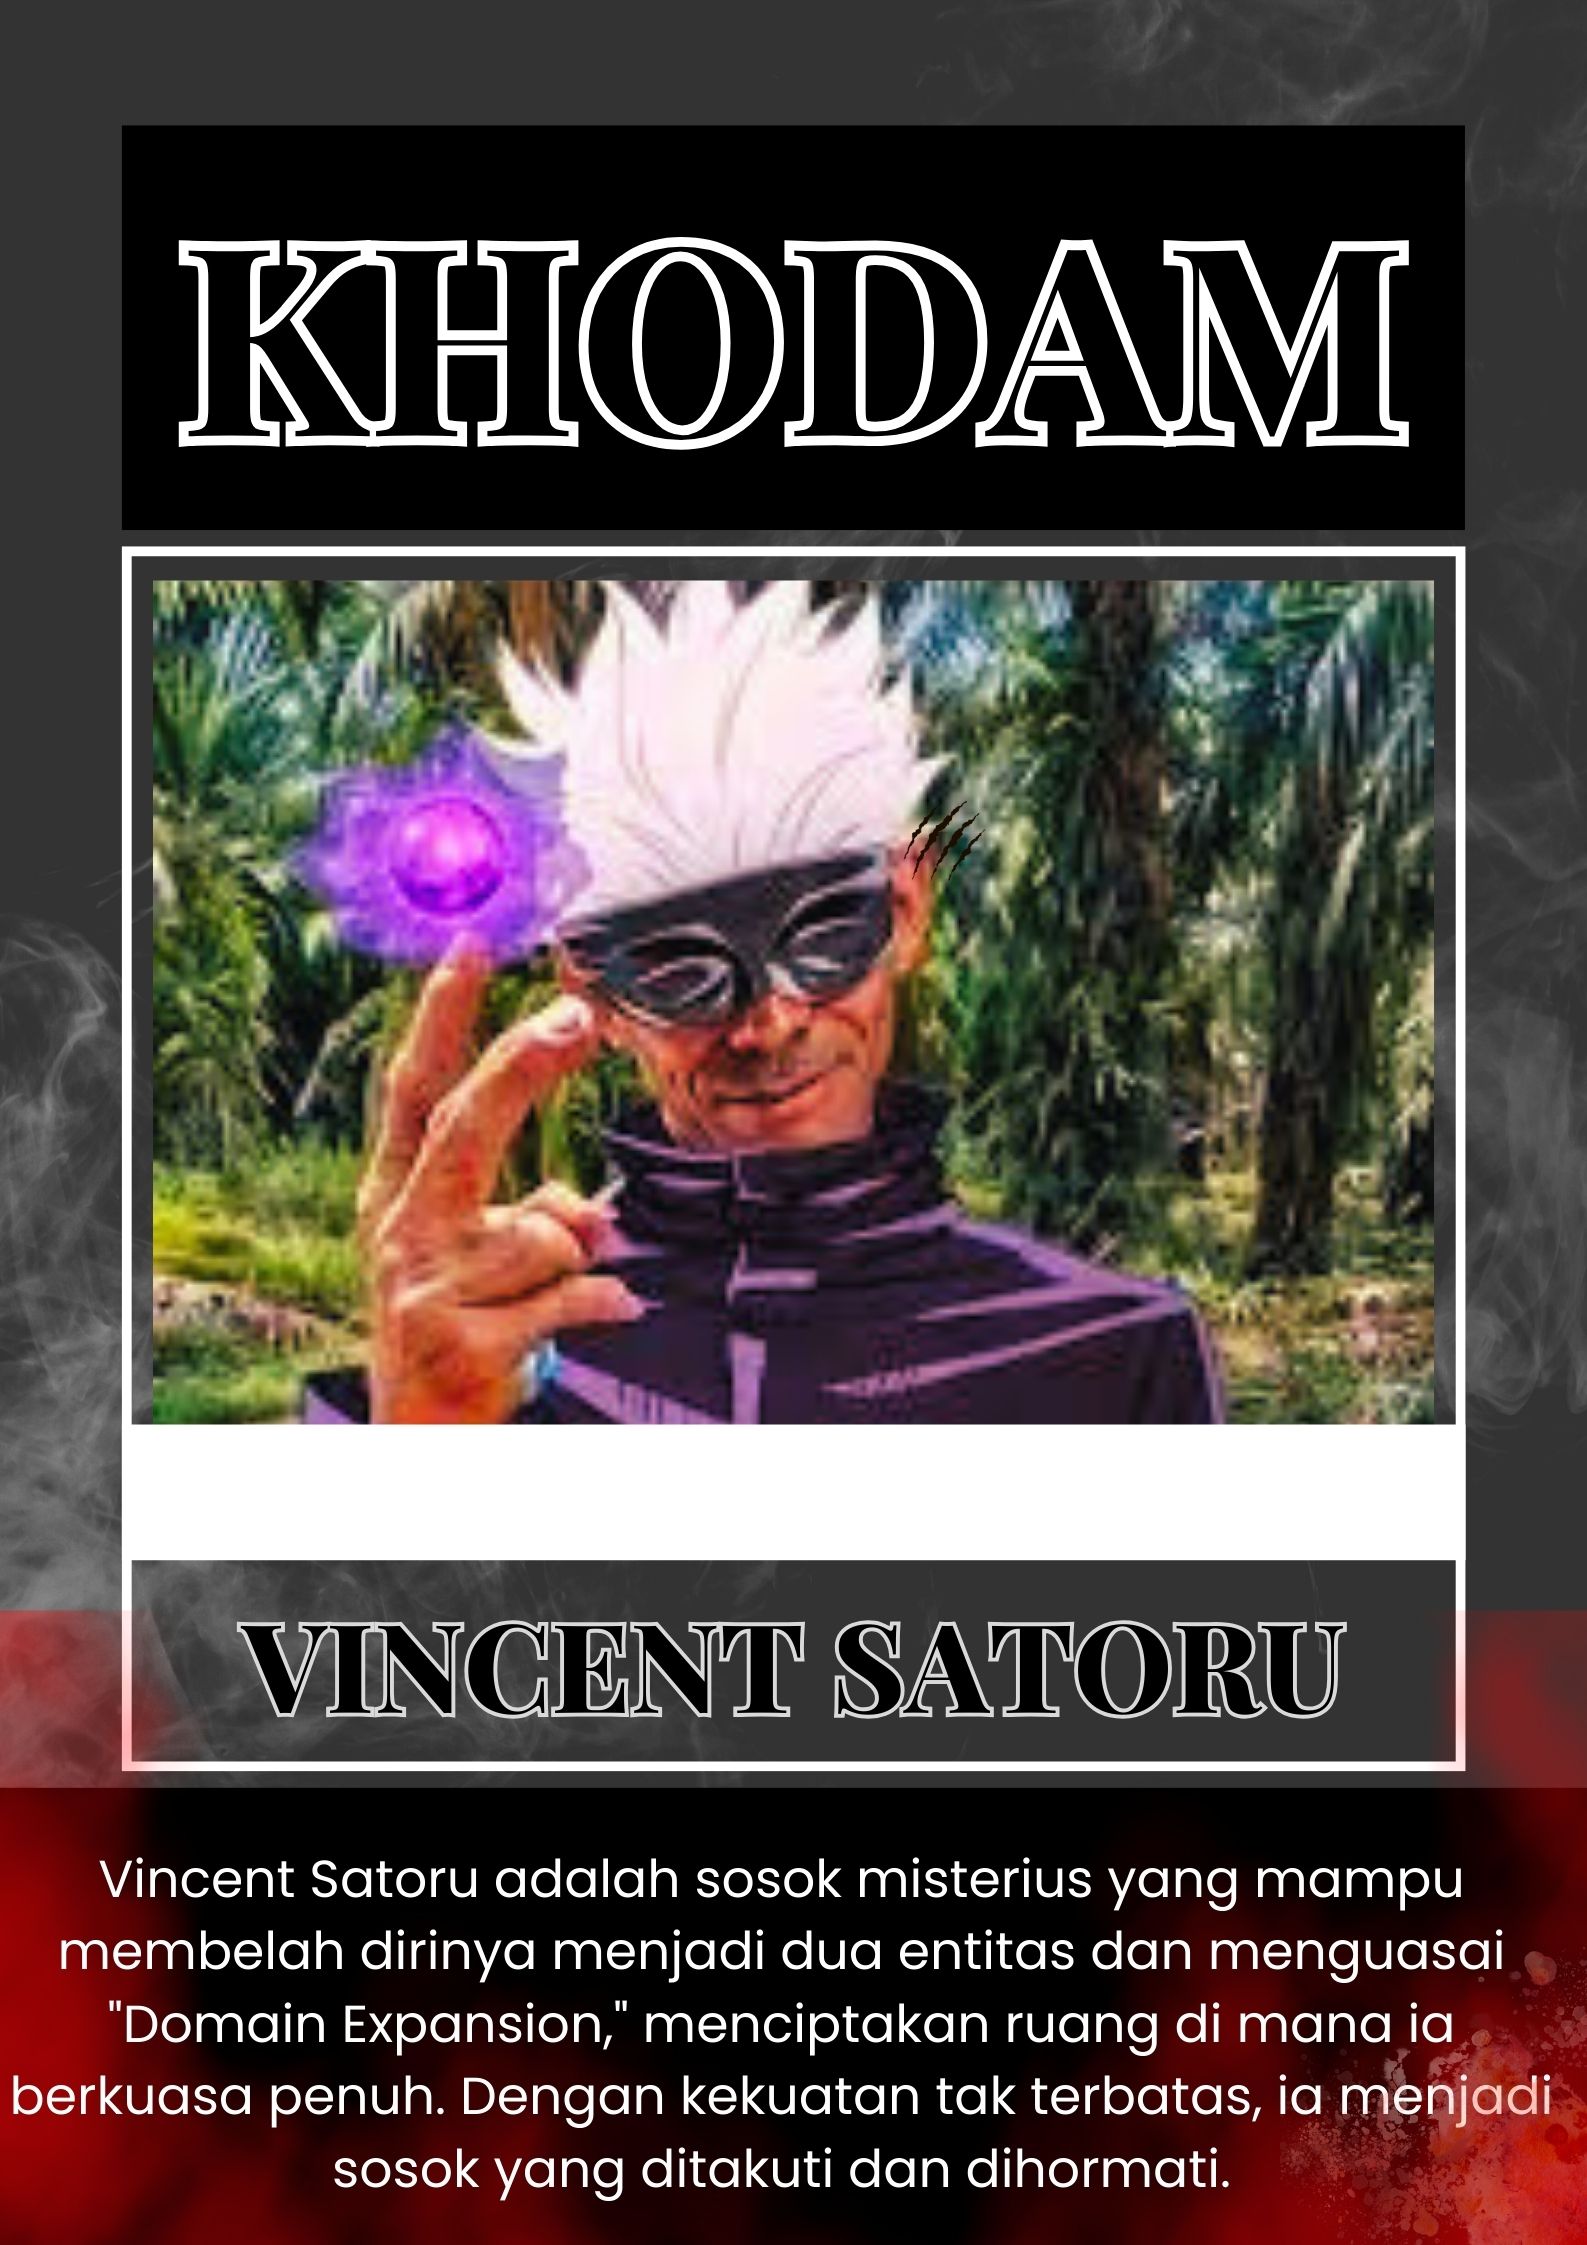 KHODAM
VINCENT SATORU
Vincent Satoru adalah sosok misterius yang mampu
membelah dirinya menjadi dua entitas dan menguasai
"Domain Expansion," menciptakan ruang di mana ia
berkuasa penuh. Dengan kekuatan tak terbatas, ia menjadi
sosok yang ditakuti dan dihormati.